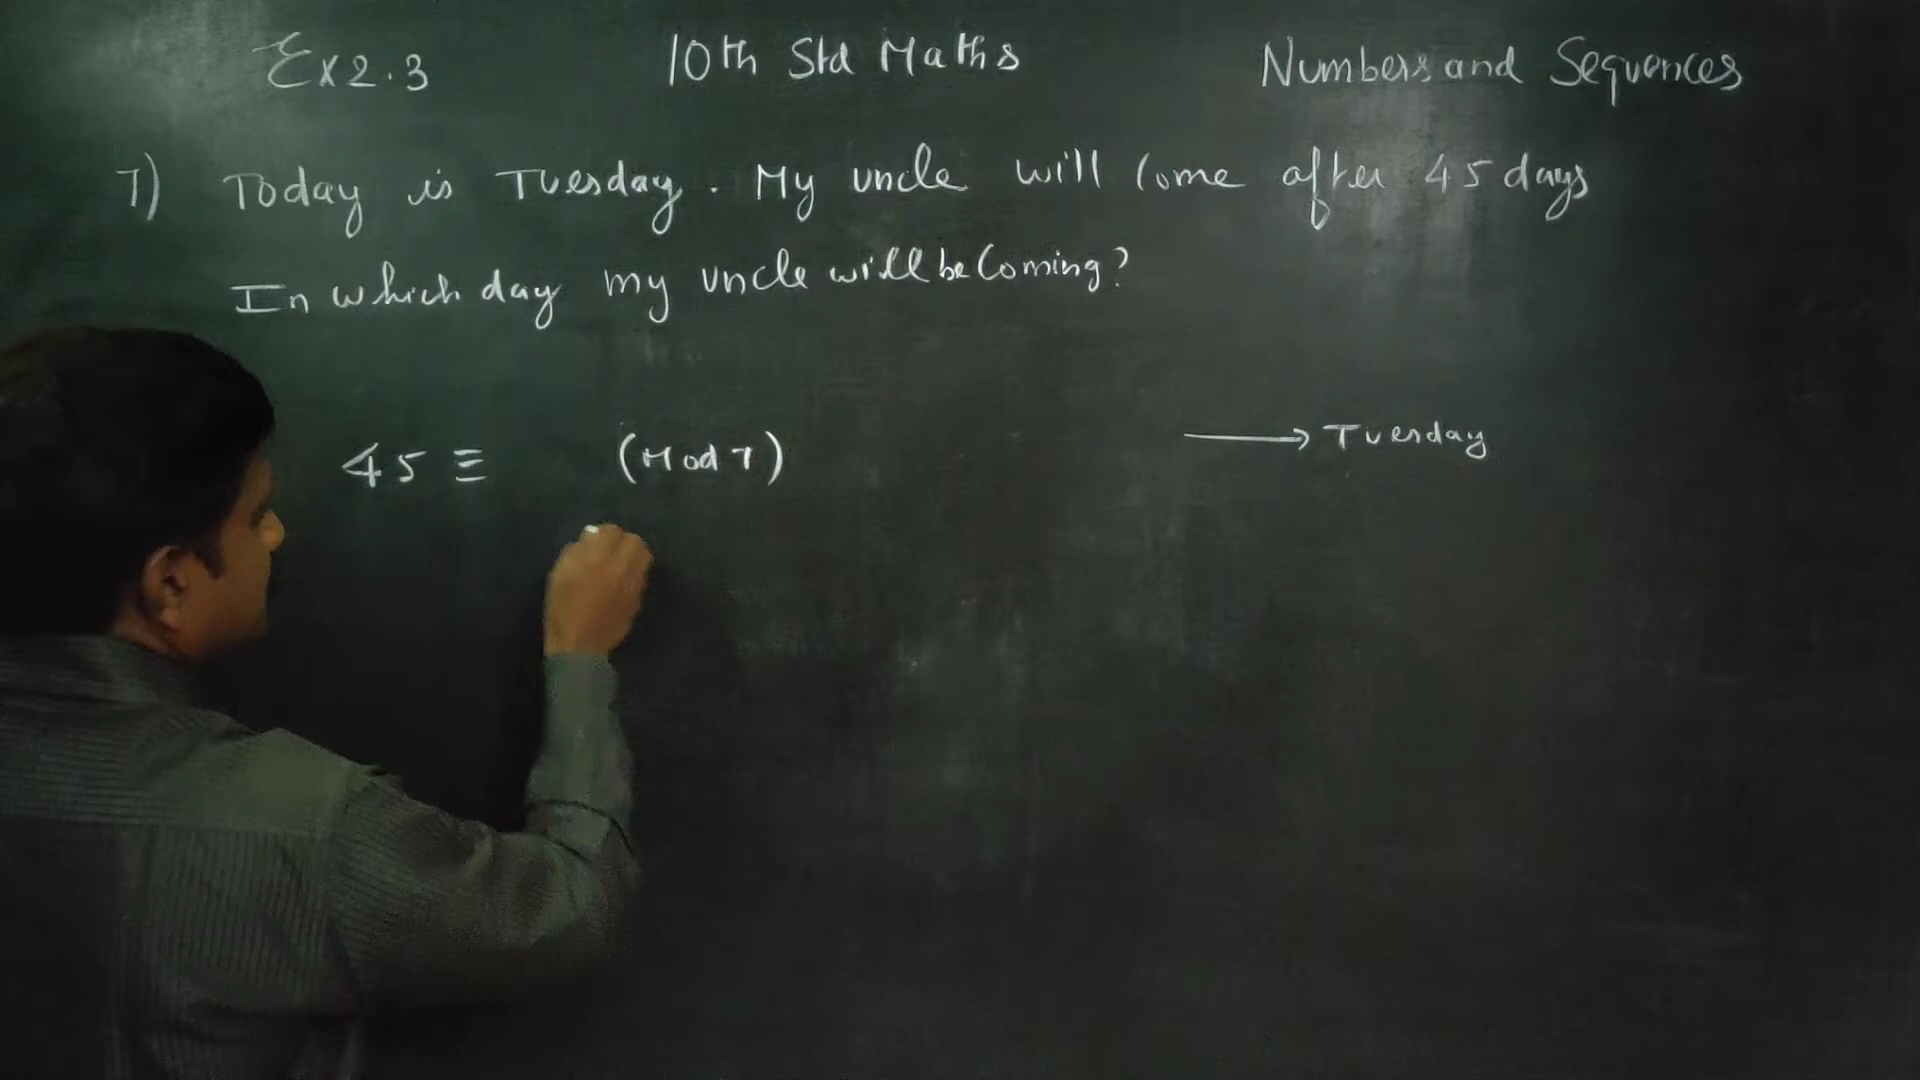 Ex 2.3 10th Std Maths Numbers and Sequences
7) Today is Tuesday. My uncle will come after 45 days
In which day my uncle will be coming?
45 ≡ (Mod 7) → Tuesday